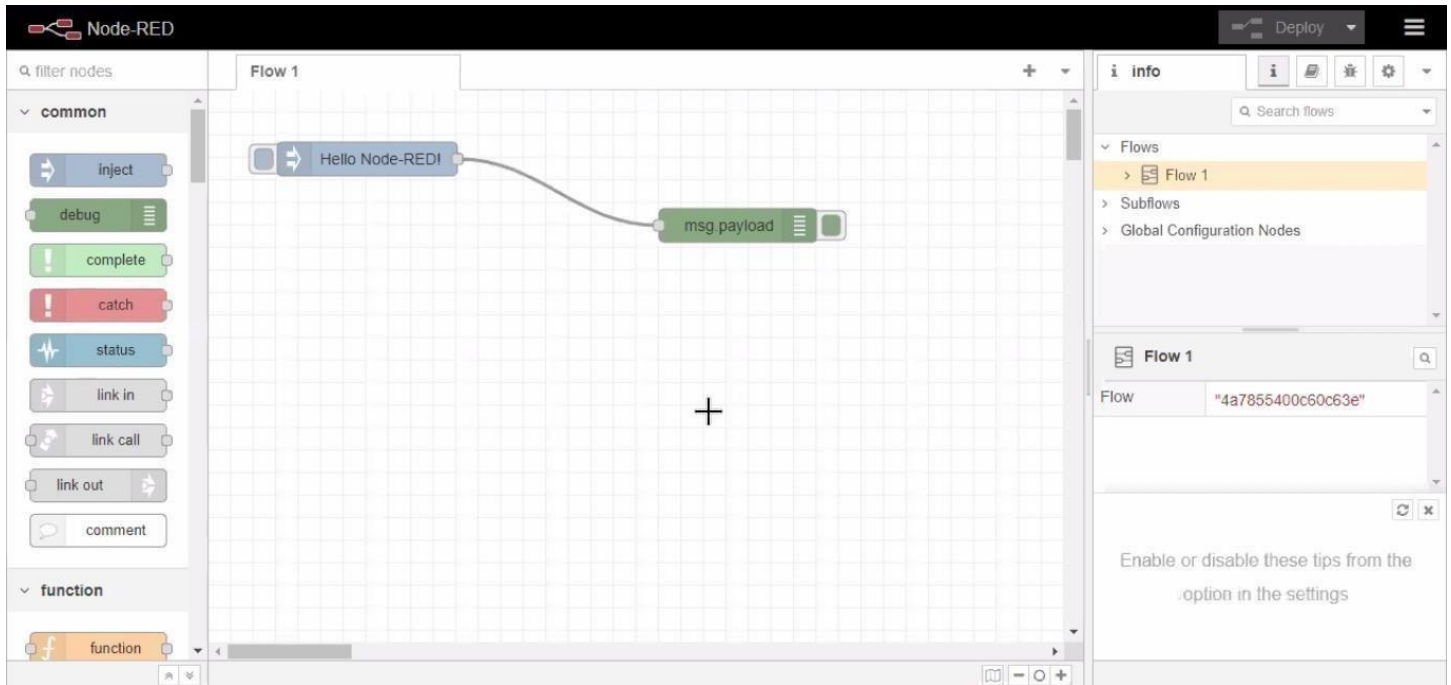 Node-RED
Deploy
filter nodes
common
inject
debug
complete
catch
status
link in
link call
link out
comment
function
function
Flow 1
Hello Node-RED!
msg.payload
i info
Search flows
Flows
Flow 1
Subflows
Global Configuration Nodes
Flow 1
Flow "4a7855400c60c63e"
Enable or disable these tips from the
.option in the settings